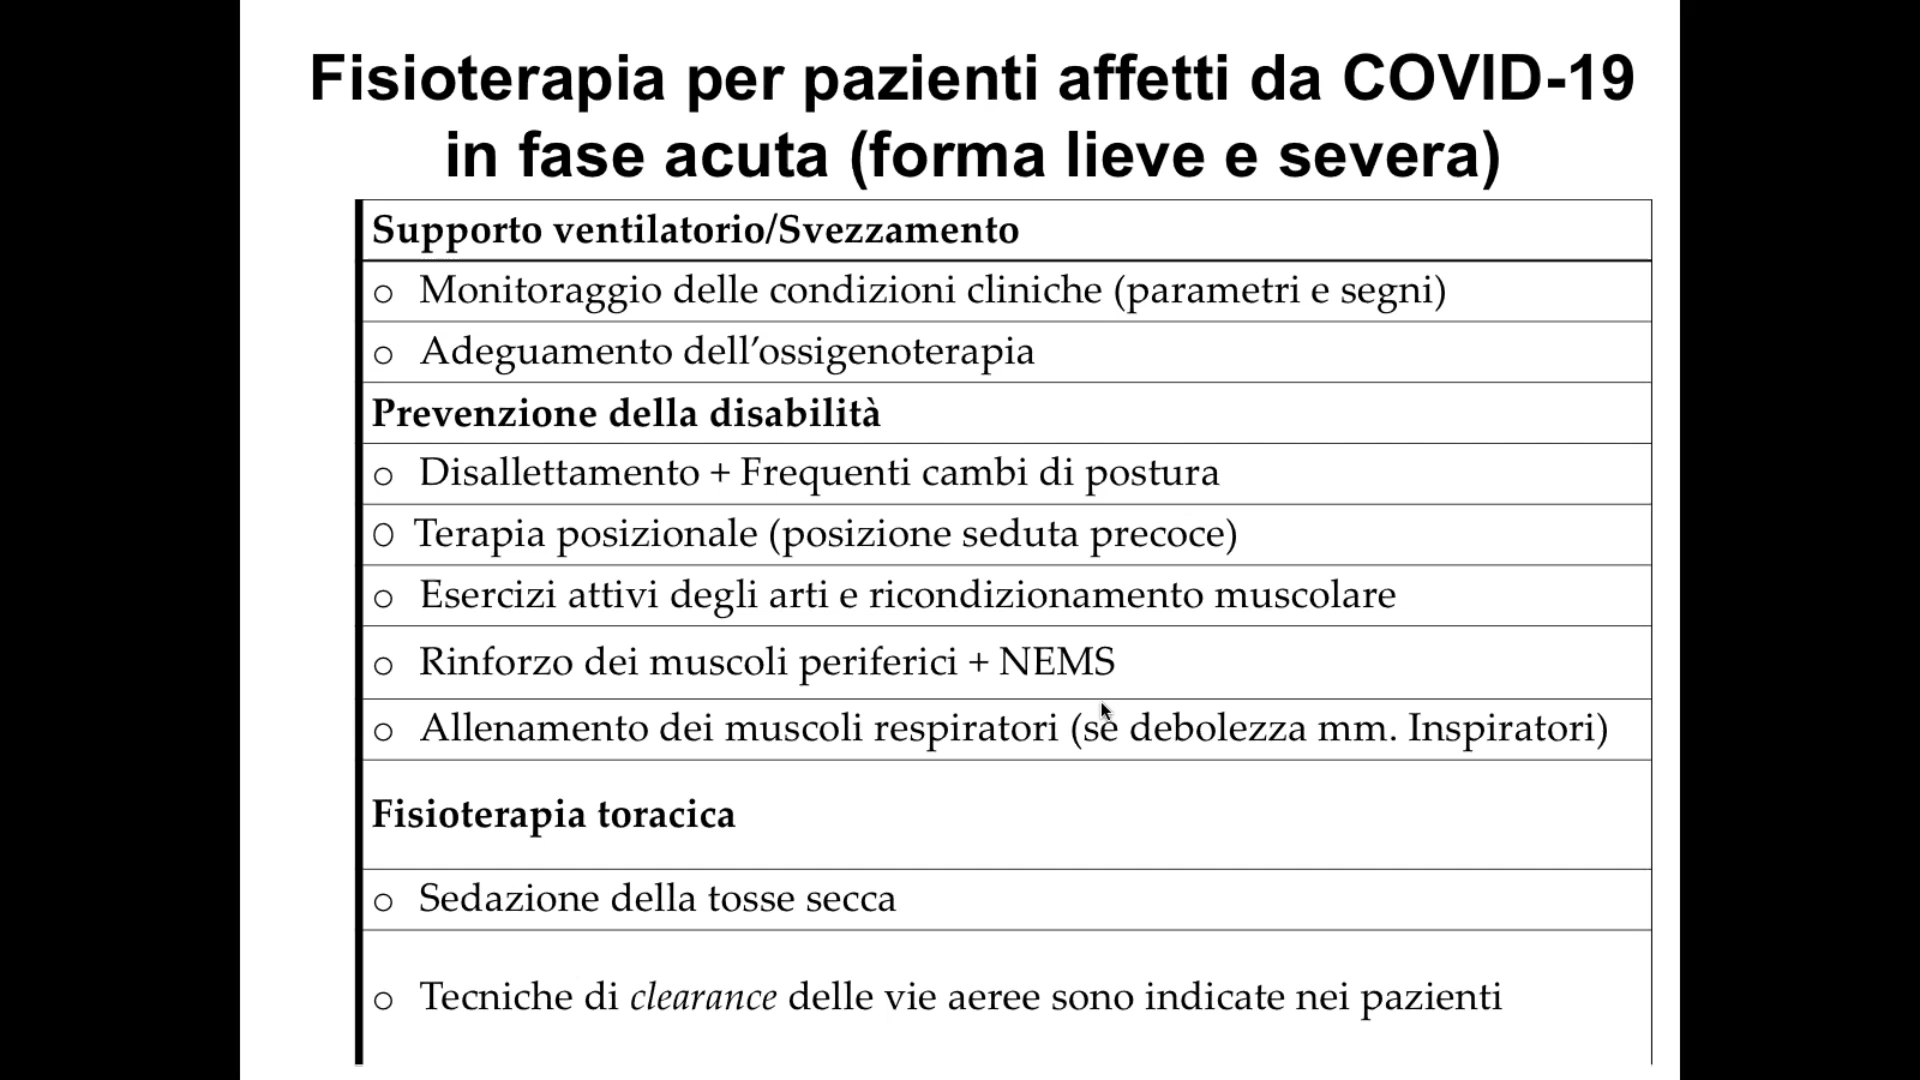 Fisioterapia per pazienti affetti da COVID-19
in fase acuta (forma lieve e severa)
Supporto ventilatorio/Svezzamento
○ Monitoraggio delle condizioni cliniche (parametri e segni)
○ Adeguamento dell’ossigenoterapia
Prevenzione della disabilità
○ Disallettamento + Frequenti cambi di postura
O Terapia posizionale (posizione seduta precoce)
○ Esercizi attivi degli arti e ricondizionamento muscolare
○ Rinforzo dei muscoli periferici + NEMS
○ Allenamento dei muscoli respiratori (se debolezza mm. Inspiratori)
Fisioterapia toracica
○ Sedazione della tosse secca
○ Tecniche di clearance delle vie aeree sono indicate nei pazienti